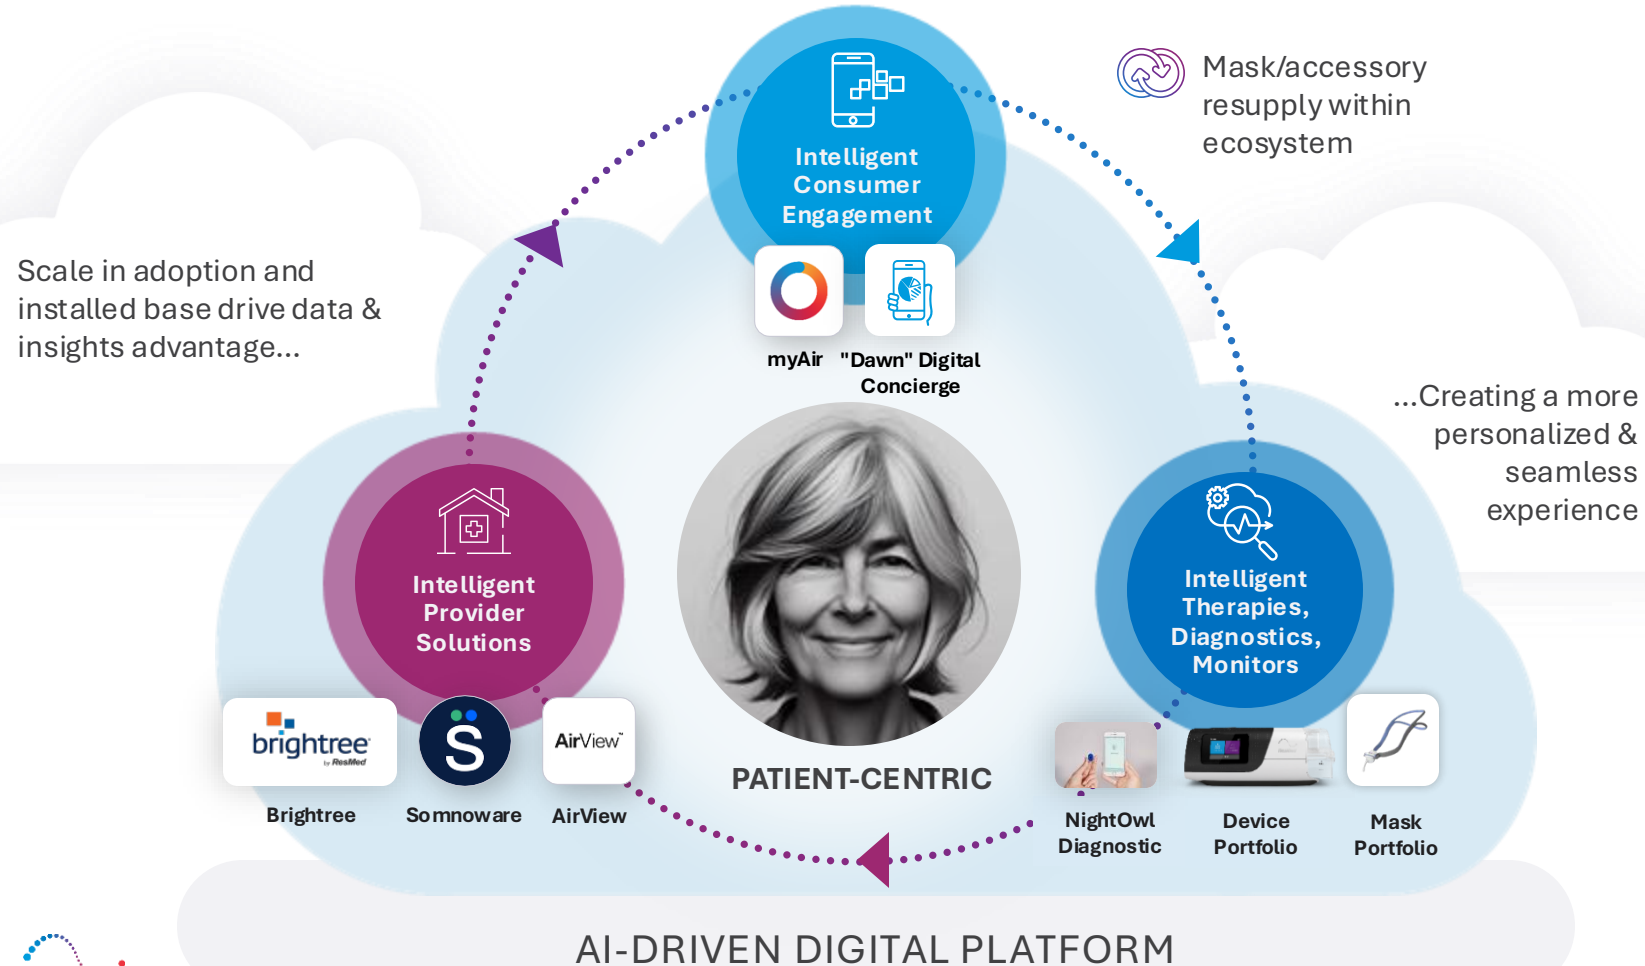 Mask/accessory
resupply within
ecosystem
Intelligent
Consumer
Engagement
Scale in adoption and
installed base drive data &
insights advantage...
myAir
"Dawn" Digital
Concierge
...Creating a more
personalized &
seamless
experience
Intelligent
Provider
Solutions
Intelligent
Therapies,
Diagnostics,
Monitors
brightree
by ResMed
S
AirView™
PATIENT-CENTRIC
Brightree
Somnoware
AirView
NightOwl
Diagnostic
Device
Portfolio
Mask
Portfolio
AI-DRIVEN DIGITAL PLATFORM